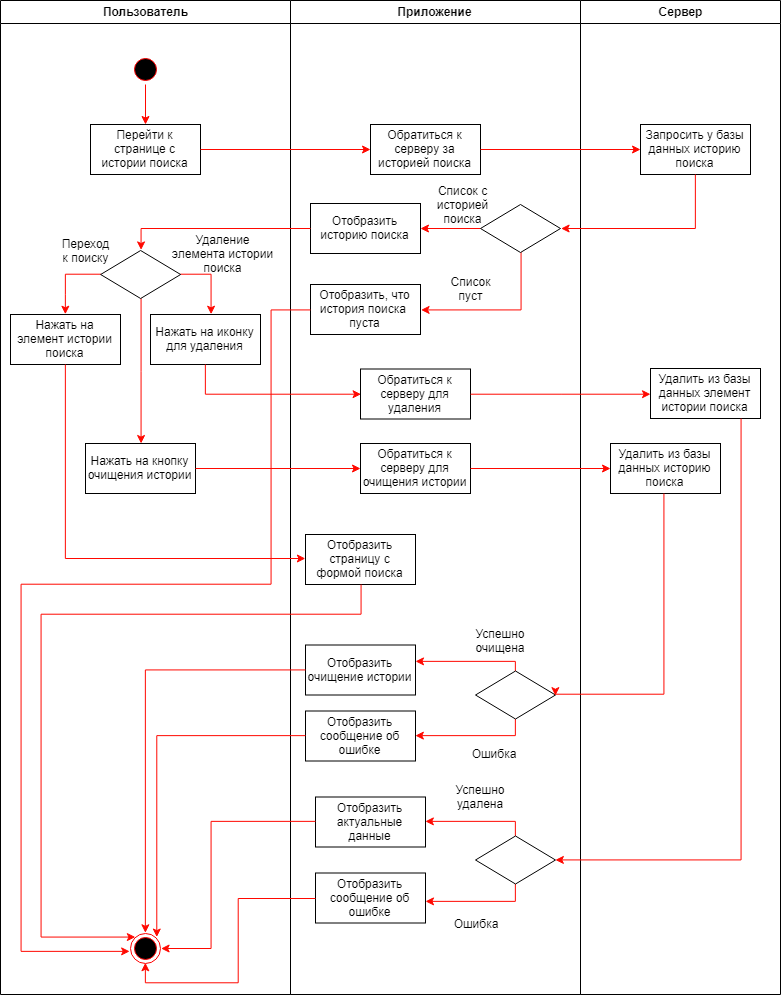 Пользователь
Приложение
Сервер
Перейти к
странице с
истории поиска
Обратиться к
серверу за
историей поиска
Запросить у базы
данных историю
поиска
Список с
историей
поиска
Отобразить
историю поиска
Переход
к поиску
Удаление
элемента истории
поиска
Список
пуст
Отобразить, что
история поиска
пуста
Нажать на
элемент истории
поиска
Нажать на иконку
для удаления
Обратиться к
серверу для
удаления
Удалить из базы
данных элемент
истории поиска
Нажать на кнопку
очищения истории
Обратиться к
серверу для
очищения истории
Удалить из базы
данных историю
поиска
Отобразить
страницу с
формой поиска
Успешно
очищена
Отобразить
очищение истории
Отобразить
сообщение об
ошибке
Ошибка
Успешно
удалена
Отобразить
актуальные
данные
Отобразить
сообщение об
ошибке
Ошибка